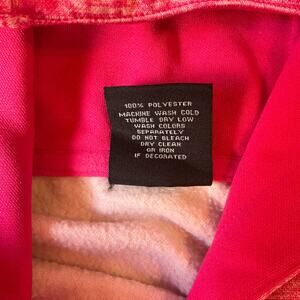 100% POLYESTER
MACHINE WASH COLD
TUMBLE DRY LOW
WASH COLORS
SEPARATELY
DO NOT BLEACH
DRY CLEAN
OR IRON
IF DECORATED